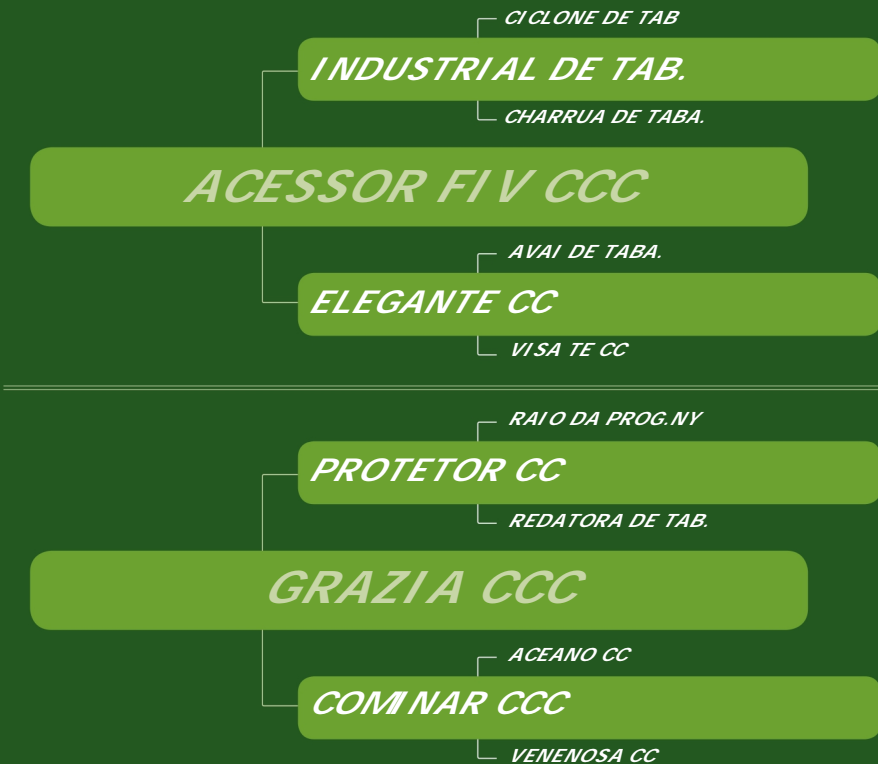 CICLONE DE TAB
INDUSTRIAL DE TAB.
CHARRUA DE TABA.
ACESSOR FIV CCC
AVAI DE TABA.
ELEGANTE CC
VISA TE CC
RAIO DA PROG.NY
PROTETOR CC
REDATORA DE TAB.
GRAZIA CCC
ACEANO CC
COMINAR CCC
VENENOSA CC